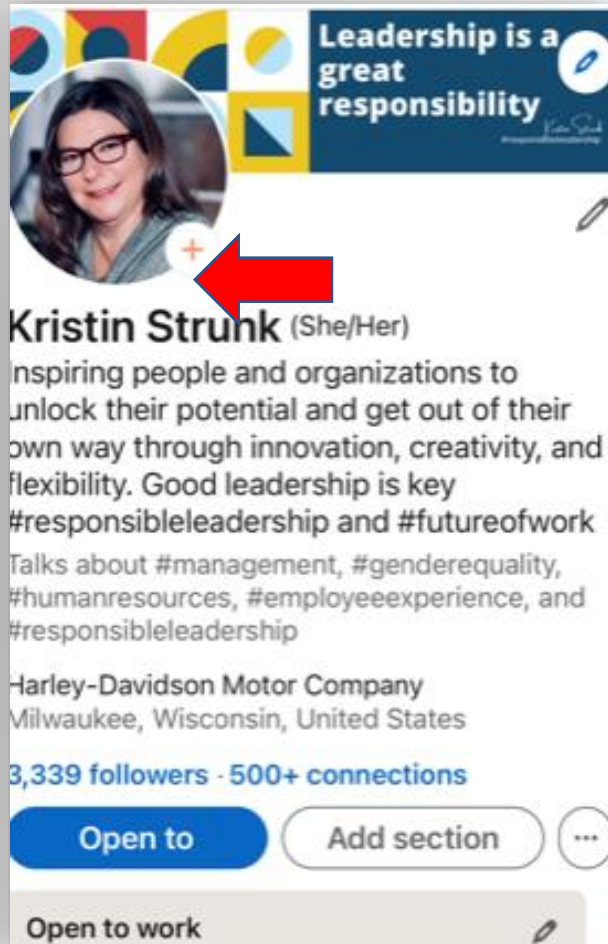 Leadership is a
great
responsibility
Kristin Strunk (She/Her)
Inspiring people and organizations to
unlock their potential and get out of their
own way through innovation, creativity, and
flexibility. Good leadership is key
#responsibleleadership and #futureofwork
Talks about #management, #genderequality,
#humanresources, #employeeexperience, and
#responsibleleadership
Harley-Davidson Motor Company
Milwaukee, Wisconsin, United States
3,339 followers · 500+ connections
Open to
Add section
Open to work